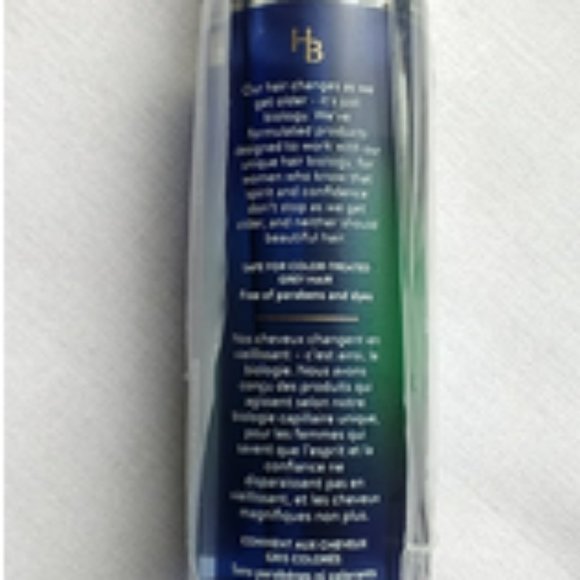 HB
Our hair changes as we
get older - it's just
biology. We've
formulated products
designed to work with our
unique hair biology. For
women who know that
spirit and confidence
don't stop as we get
older, and neither should
beautiful hair.
SAFE FOR COLOR TREATED
GREY HAIR
Free of parabens and dyes
Nos cheveux changent en
vieillissant - c'est ainsi, la
biologie. Nous avons
conçu des produits qui
agissent selon notre
biologie capillaire unique,
pour les femmes qui
savent que l'esprit et la
confiance ne
disparaissent pas en
vieillissant, et les cheveux
magnifiques non plus.
CONVIENT AUX CHEVEUX
GRIS COLORÉS
Sans parabènes ni colorants